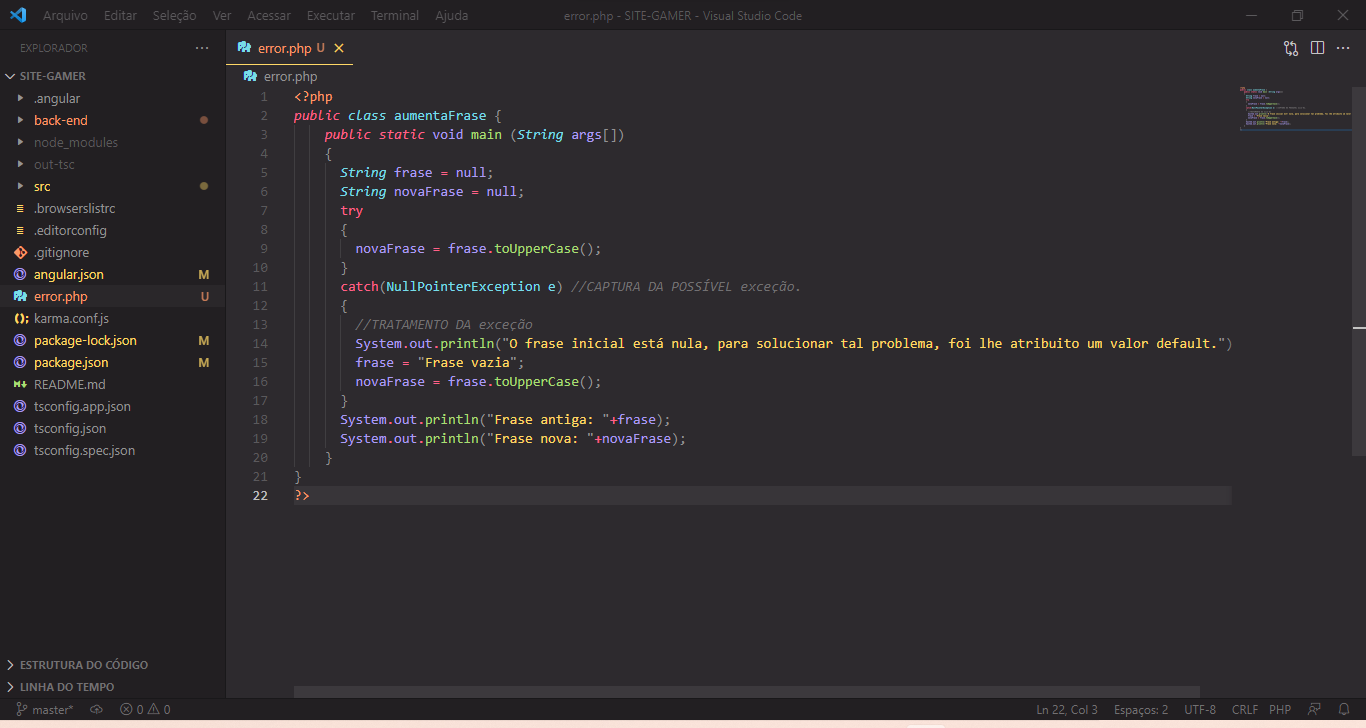 Arquivo Editar Seleção Ver Acessar Executar Terminal Ajuda error.php - SITE-GAMER - Visual Studio Code
EXPLORADOR
SITE-GAMER
.angular
back-end
node_modules
out-tsc
src
.browserslistrc
.editorconfig
.gitignore
angular.json M
error.php U
karma.conf.js
package-lock.json M
package.json M
README.md
tsconfig.app.json
tsconfig.json
tsconfig.spec.json
ESTRUTURA DO CÓDIGO
LINHA DO TEMPO
error.php U
error.php
1 <?php
2 public class aumentaFrase {
3 public static void main (String args[])
4 {
5 String frase = null;
6 String novaFrase = null;
7 try
8 {
9 novaFrase = frase.toUpperCase();
10 }
11 catch(NullPointerException e) //CAPTURA DA POSSÍVEL exceção.
12 {
13 //TRATAMENTO DA exceção
14 System.out.println("O frase inicial está nula, para solucionar tal problema, foi lhe atribuito um valor default.")
15 frase = "Frase vazia";
16 novaFrase = frase.toUpperCase();
17 }
18 System.out.println("Frase antiga: "+frase);
19 System.out.println("Frase nova: "+novaFrase);
20 }
21 }
22 ?>
master* 0 0 Ln 22, Col 3 Espaços: 2 UTF-8 CRLF PHP